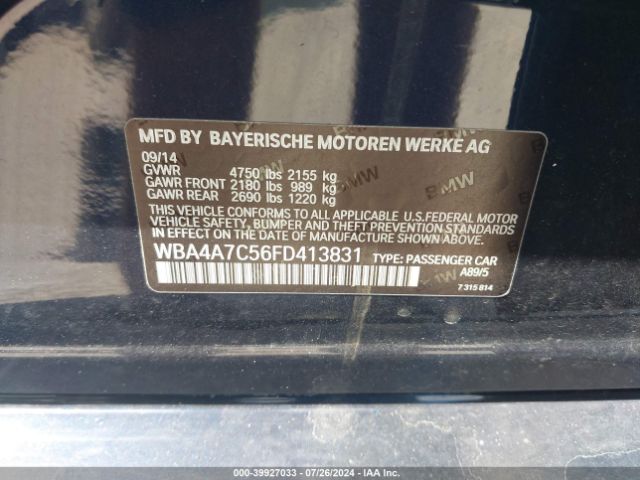 MFD BY BAYERISCHE MOTOREN WERKE AG
09/14
GVWR 4750 lbs 2155 kg
GAWR FRONT 2180 lbs 989 kg
GAWR REAR 2690 lbs 1220 kg
THIS VEHICLE CONFORMS TO ALL APPLICABLE U.S.FEDERAL MOTOR
VEHICLE SAFETY, BUMPER AND THEFT PREVENTION STANDARDS
IN EFFECT ON THE DATE OF MANUFACTURE SHOWN ABOVE.
WBA4A7C56FD413831 TYPE: PASSENGER CAR
A89/5
7 315 814
BMW
BMW
000-39927033 - 07/26/2024 - IAA Inc.